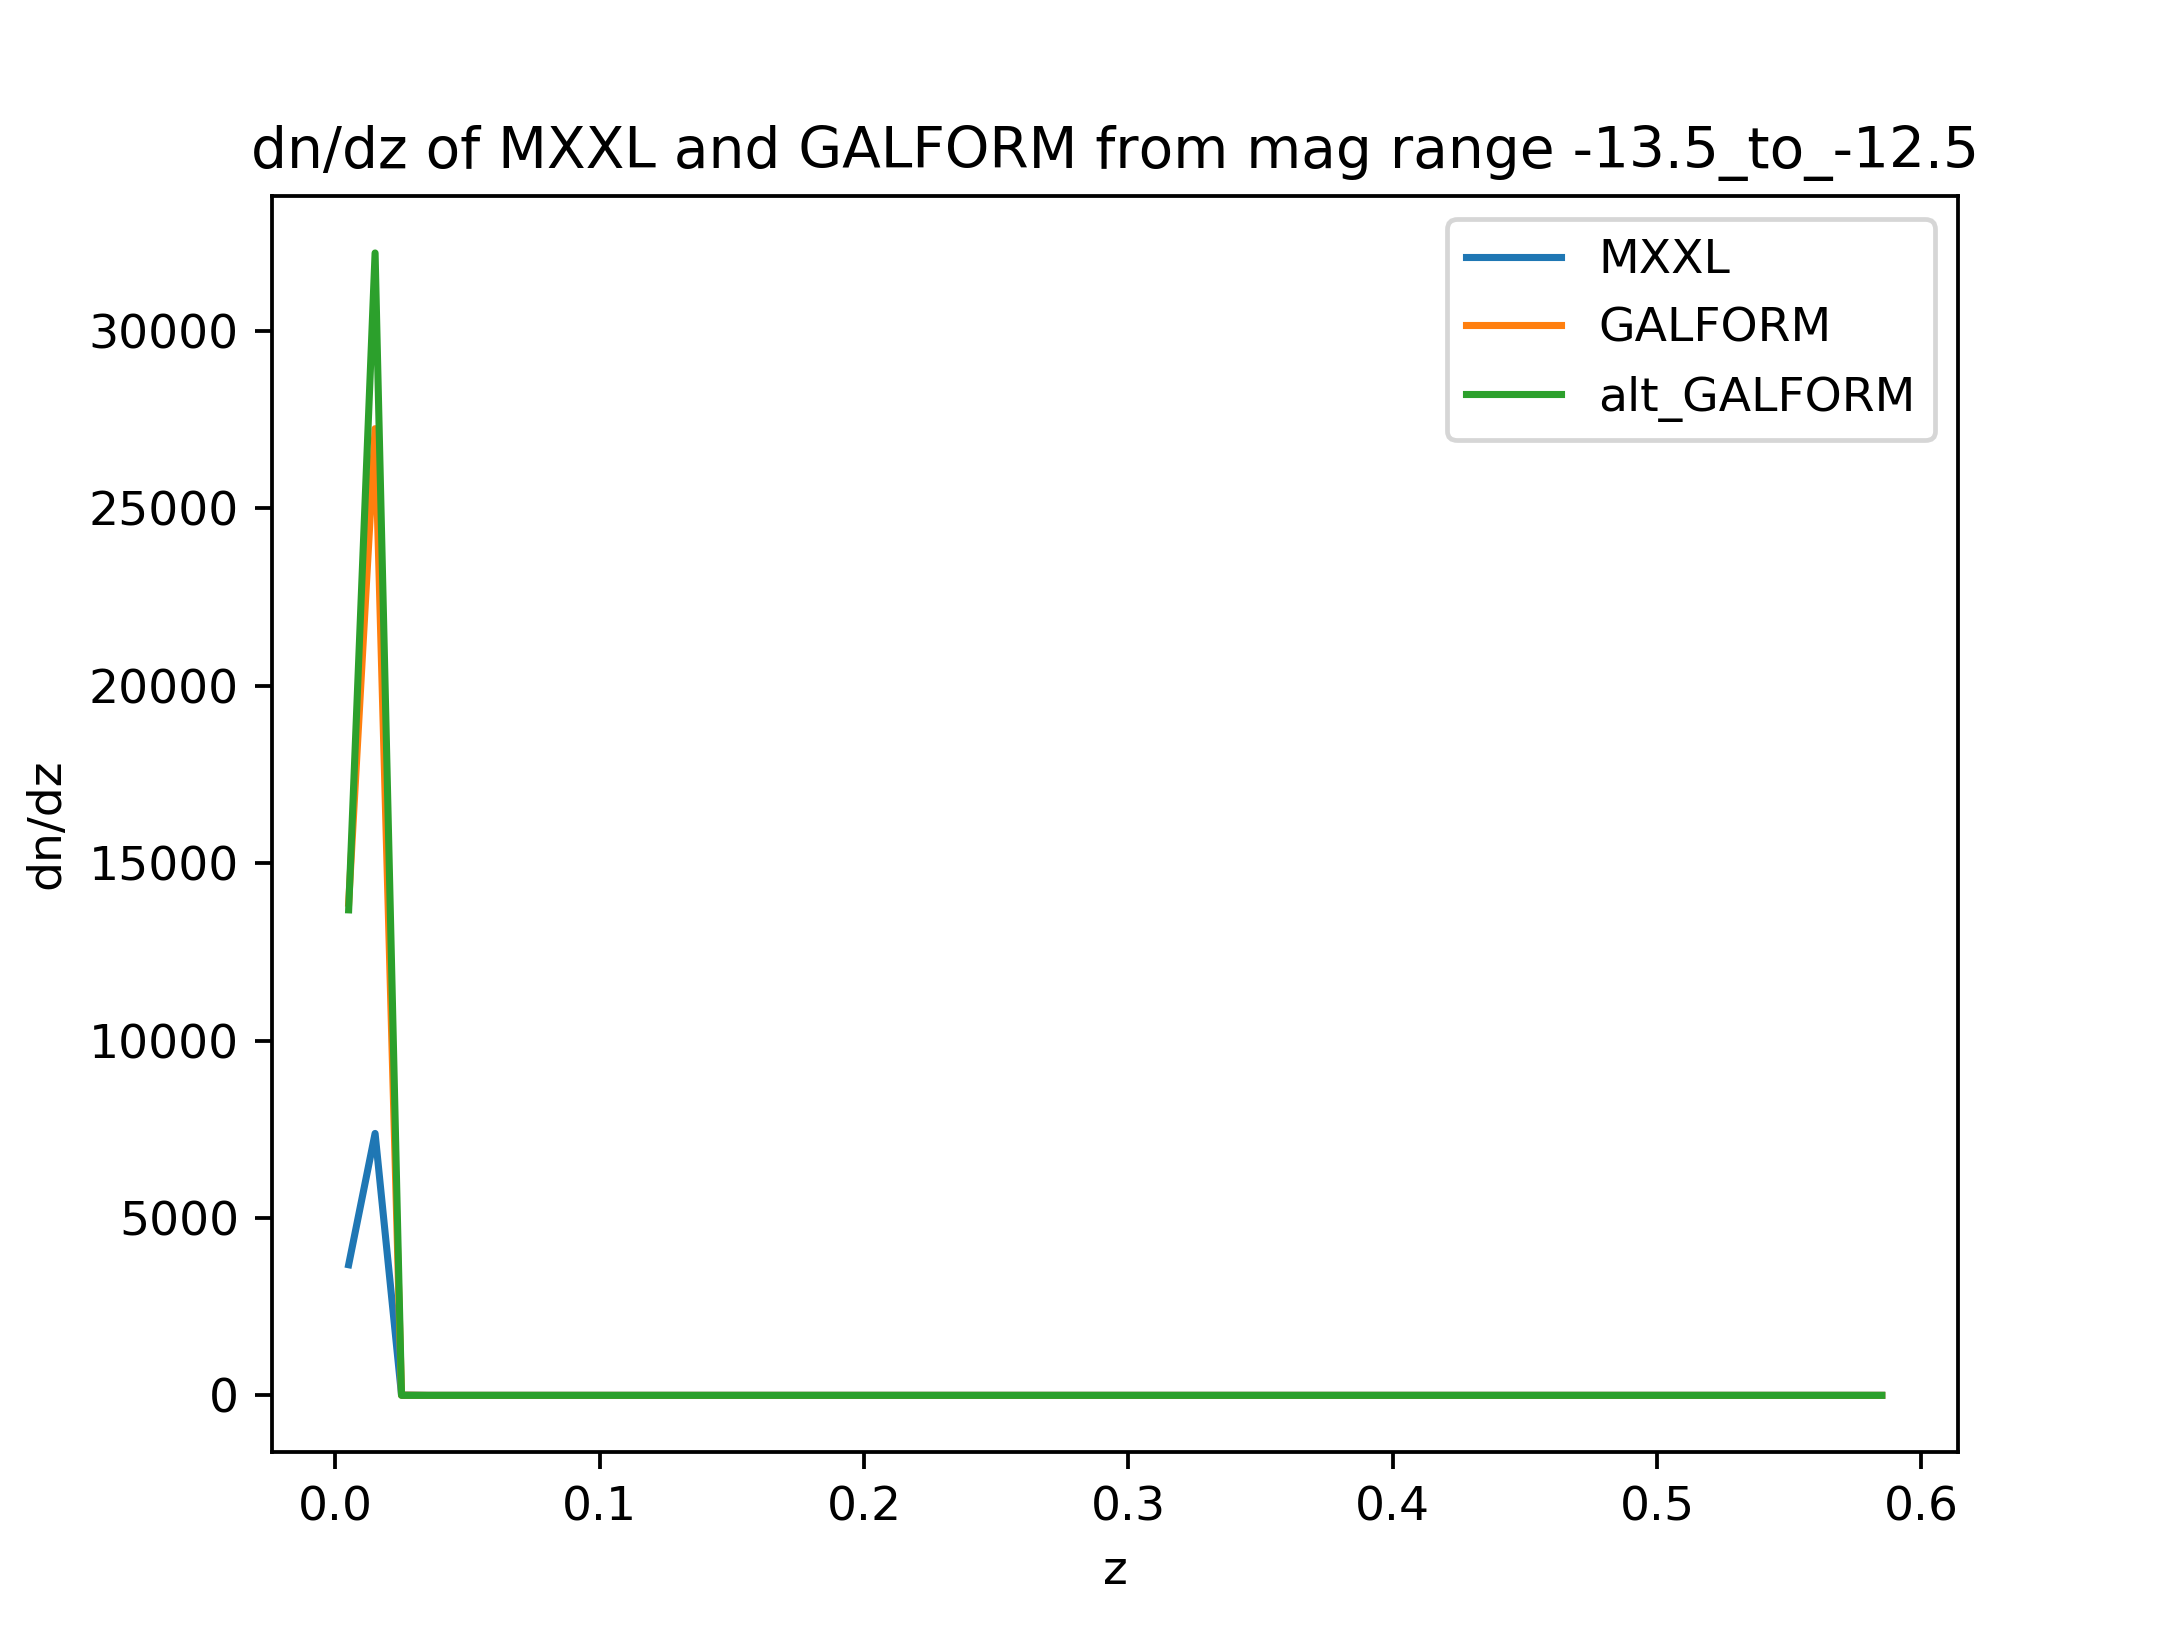 dn/dz of MXXL and GALFORM from mag range -13.5_to_-12.5
MXXL
GALFORM
alt_GALFORM
30000
25000
20000
15000
10000
5000
0
dn/dz
0.0 0.1 0.2 0.3 0.4 0.5 0.6
z